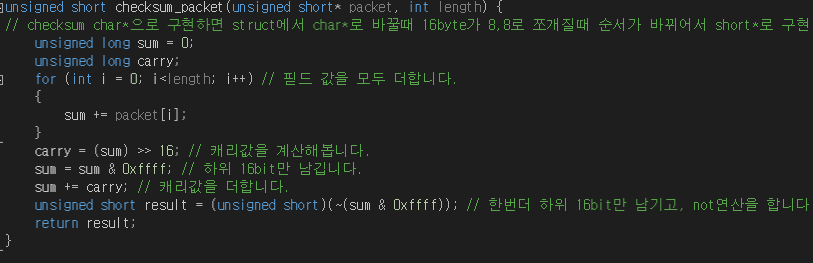 unsigned short checksum_packet(unsigned short* packet, int length) {
// checksum char*으로 구현하면 struct에서 char*로 바꿀때 16byte가 8,8로 쪼개질때 순서가 바뀌어서 short*로 구현
unsigned long sum = 0;
unsigned long carry;
for (int i = 0; i<length; i++) // 핃드 값을 모두 더합니다.
{
sum += packet[i];
}
carry = (sum) >> 16; // 캐리값을 계산해봅니다.
sum = sum & 0xffff; // 하위 16bit만 남깁니다.
sum += carry; // 캐리값을 더합니다.
unsigned short result = (unsigned short)(~(sum & 0xffff)); // 한번더 하위 16bit만 남기고, not연산을 합니다
return result;
}